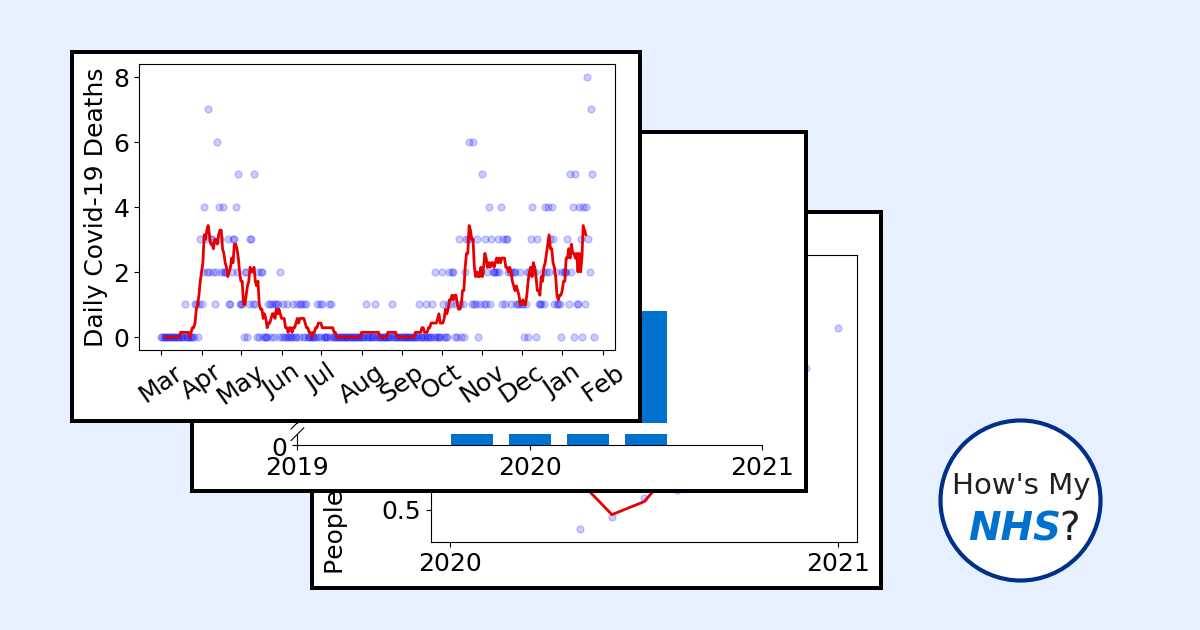 Daily Covid-19 Deaths
8
6
4
2
0
Mar
Apr
May
Jun
Jul
Aug
Sep
Oct
Nov
Dec
Jan
Feb
0
2019
2020
2021
People
0.5
2020
2021
How's My
NHS?